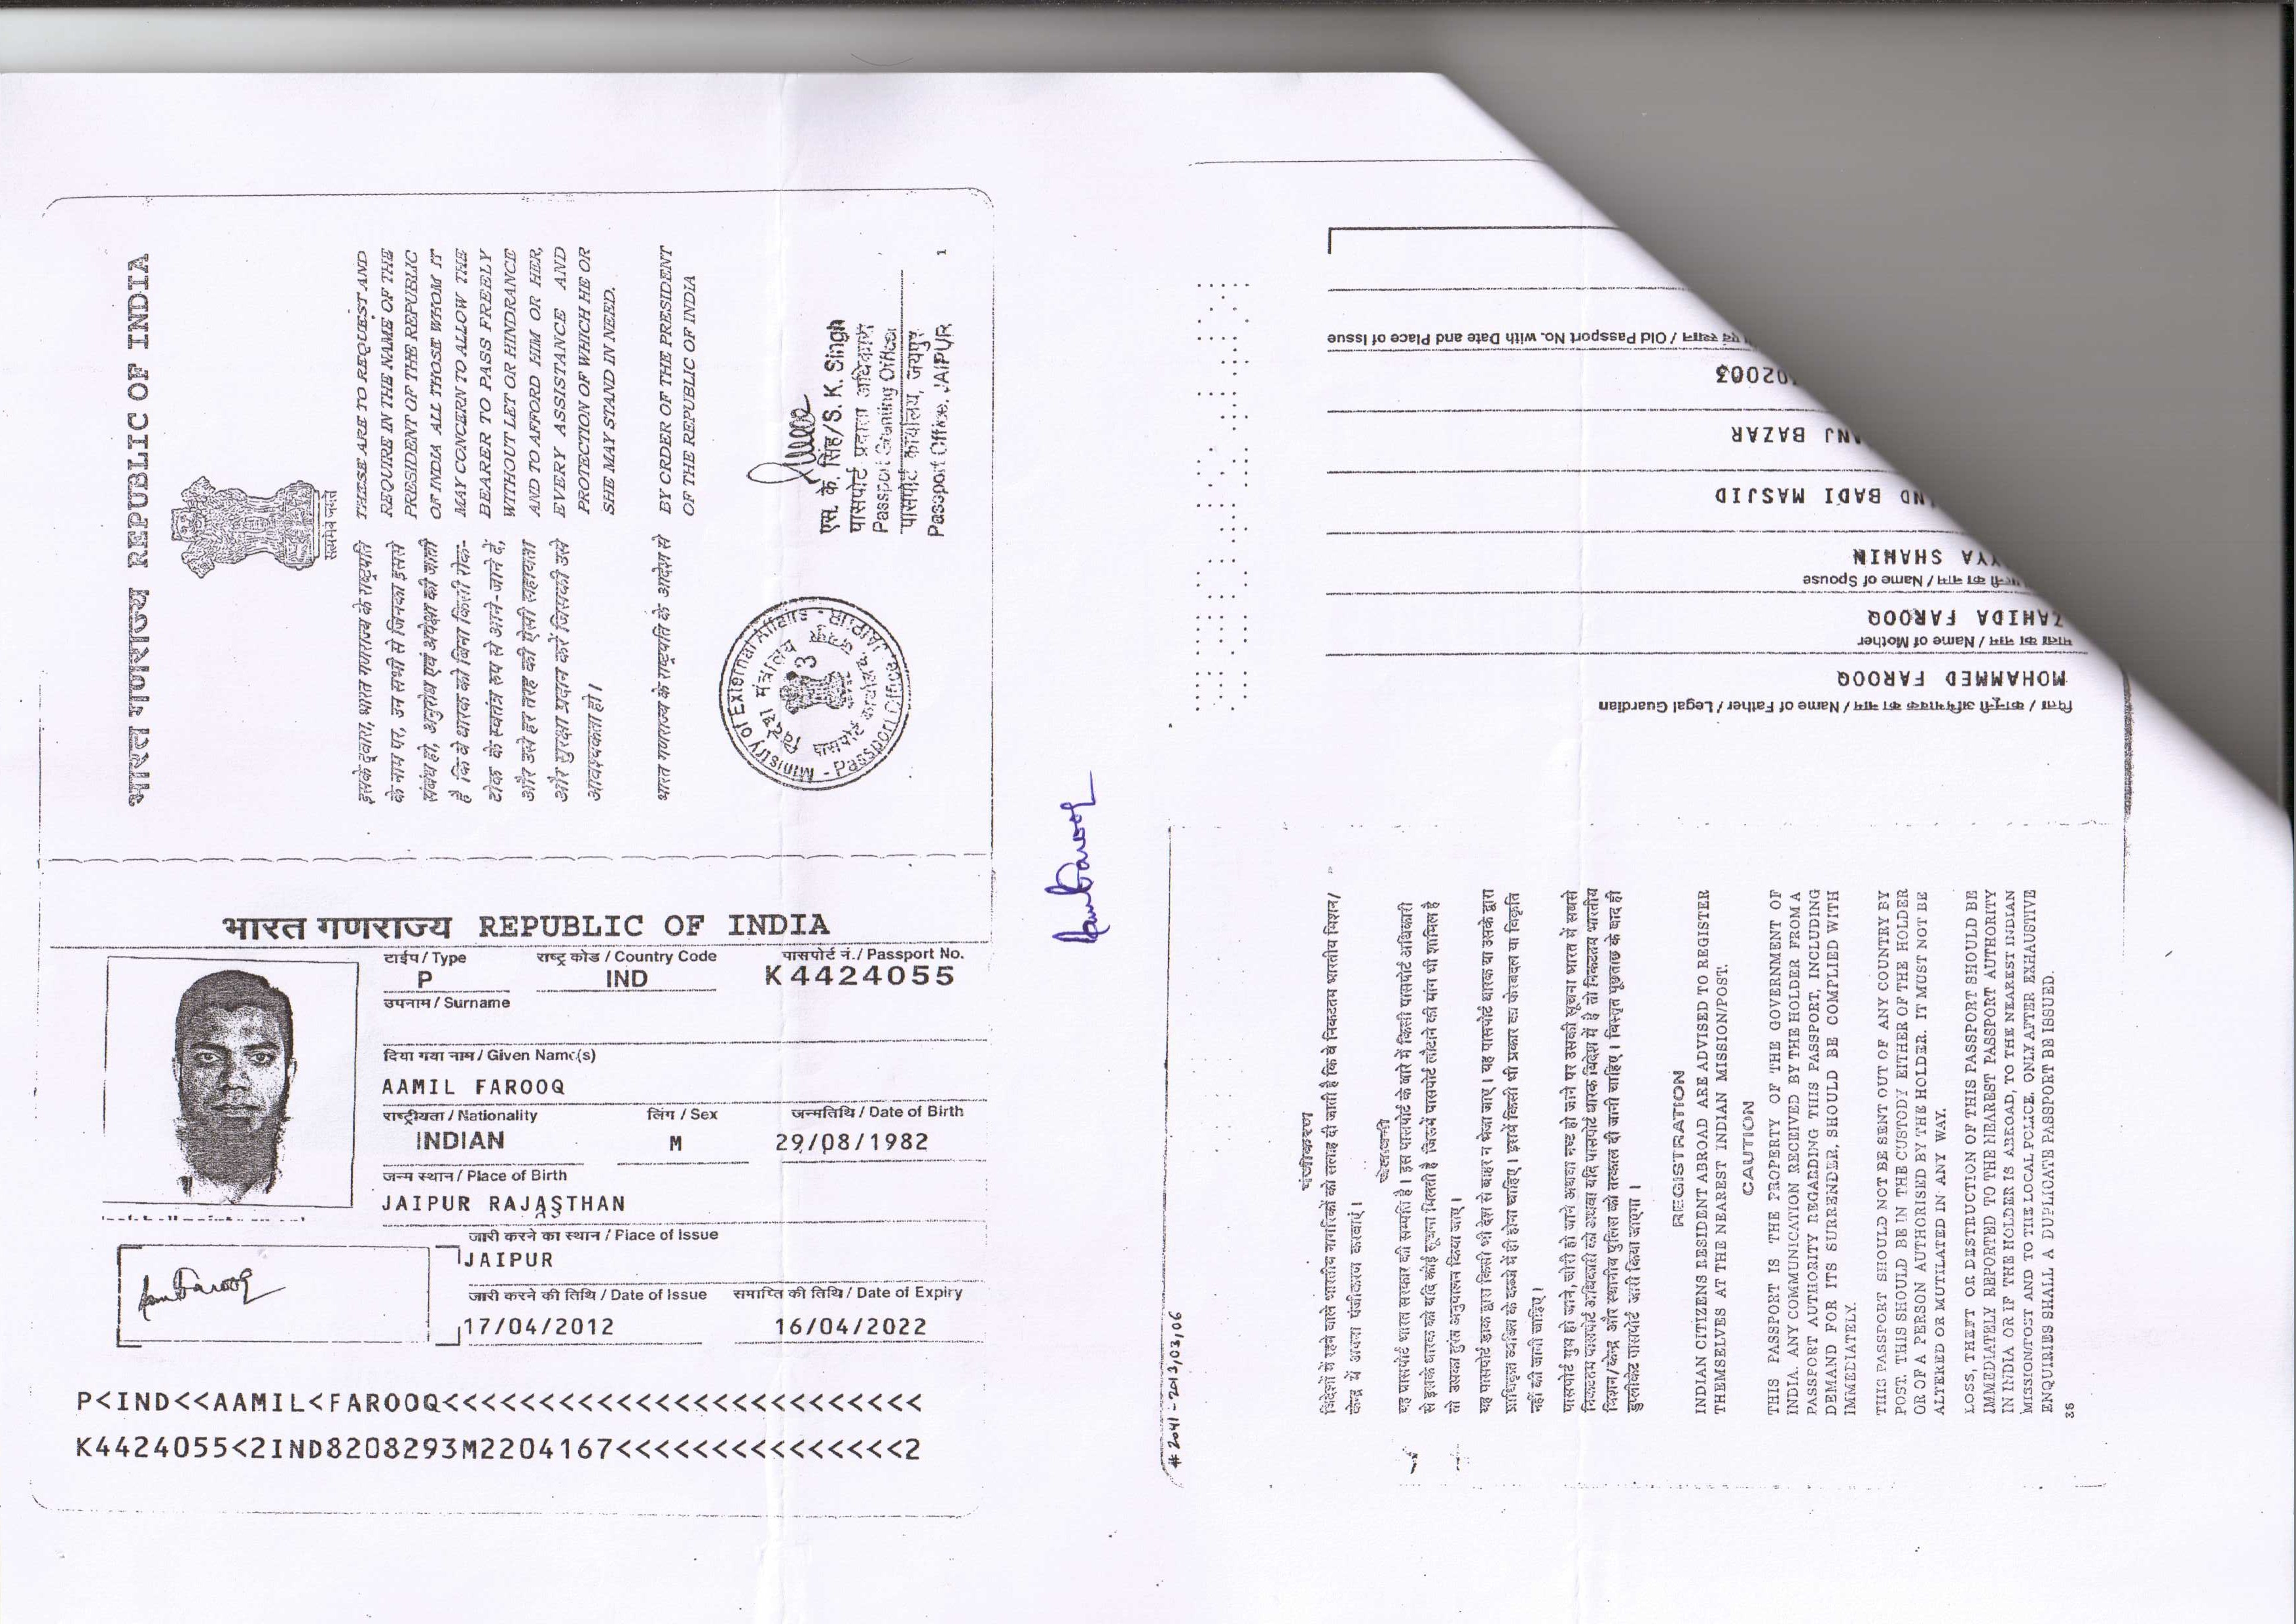 भारत गणराज्य REPUBLIC OF INDIA
सत्यमेव जयते
इसके द्वारा, भारत गणराज्य के राष्ट्रपति
के नाम पर, उन सभी से जिनका इससे
संबंध हो, अनुरोध एवं अपेक्षा की जाती
है कि वे धारक को बिना किसी रोक-
टोक के स्वतंत्र रूप से आने-जाने दें,
और उसे हर तरह की ऐसी सहायता
और सुरक्षा प्रदान करें जिसकी उसे
आवश्यकता हो।
THESE ARE TO REQUEST AND
REQUIRE IN THE NAME OF THE
PRESIDENT OF THE REPUBLIC
OF INDIA ALL THOSE WHOM IT
MAY CONCERN TO ALLOW THE
BEARER TO PASS FREELY
WITHOUT LET OR HINDRANCE
AND TO AFFORD HIM OR HER,
EVERY ASSISTANCE AND
PROTECTION OF WHICH HE OR
SHE MAY STAND IN NEED.
भारत गणराज्य के राष्ट्रपति के आदेश से
BY ORDER OF THE PRESIDENT
OF THE REPUBLIC OF INDIA
Ministry of External Affairs
विदेश मंत्रालय
पासपोर्ट कार्यालय, जयपुर
Passport Office, JAIPUR
एस. के. सिंह/S. K. Singh
पासपोर्ट प्रदाता अधिकारी
Passport Granting Officer
पासपोर्ट कार्यालय, जयपुर
Passport Office, JAIPUR
1
भारत गणराज्य REPUBLIC OF INDIA
टाईप / Type राष्ट्र कोड / Country Code पासपोर्ट नं./ Passport No.
P IND K4424055
उपनाम / Surname
दिया गया नाम / Given Name(s)
AAMIL FAROOQ
राष्ट्रीयता / Nationality लिंग / Sex जन्मतिथि / Date of Birth
INDIAN M 29/08/1982
जन्म स्थान / Place of Birth
JAIPUR RAJASTHAN
जारी करने का स्थान / Place of Issue
JAIPUR
जारी करने की तिथि / Date of Issue समाप्ति की तिथि / Date of Expiry
17/04/2012 16/04/2022
P<IND<<AAMIL<FAROOQ<<<<<<<<<<<<<<<<<<<<<<<<<
K4424055<2IND8208293M2204167<<<<<<<<<<<<<<<2
पिता / कानूनी अभिभावक का नाम / Name of Father / Legal Guardian
MOHAMMED FAROOQ
माता का नाम / Name of Mother
ZAHIDA FAROOQ
पत्नी का नाम / Name of Spouse
SHAHIN
BADI MASJID
BAZAR
Old Passport No. with Date and Place of Issue
# 2041 - 2013/03/06
पंजीकरण
विदेशों में रहने वाले भारतीय नागरिकों को सलाह दी जाती है कि वे निकटतम भारतीय मिशन/
केन्द्र में अपना पंजीकरण करवाएं।
चेतावनी
यह पासपोर्ट भारत सरकार की सम्पत्ति है। इस पासपोर्ट के बारे में किसी पासपोर्ट अधिकारी
से इसके धारक को यदि कोई सूचना मिलती है जिसमें पासपोर्ट लौटाने की मांग भी शामिल है
तो उसका तुरंत अनुपालन किया जाए।
यह पासपोर्ट डाक द्वारा किसी भी देश से बाहर न भेजा जाए। यह पासपोर्ट धारक या उसके द्वारा
प्राधिकृत व्यक्ति के कब्जे में ही होना चाहिए। इसमें किसी भी प्रकार का फेरबदल या विकृति
नहीं की जानी चाहिए।
पासपोर्ट गुम हो जाने, चोरी हो जाने अथवा नष्ट हो जाने पर उसकी सूचना भारत में सबसे
निकटतम पासपोर्ट अधिकारी को अथवा यदि पासपोर्ट धारक विदेश में है तो निकटतम भारतीय
मिशन/केन्द्र और स्थानीय पुलिस को तत्काल दी जानी चाहिए। विस्तृत पूछताछ के बाद ही
डुप्लीकेट पासपोर्ट जारी किया जाएगा।
REGISTRATION
INDIAN CITIZENS RESIDENT ABROAD ARE ADVISED TO REGISTER
THEMSELVES AT THE NEAREST INDIAN MISSION/POST.
CAUTION
THIS PASSPORT IS THE PROPERTY OF THE GOVERNMENT OF
INDIA. ANY COMMUNICATION RECEIVED BY THE HOLDER FROM A
PASSPORT AUTHORITY REGARDING THIS PASSPORT, INCLUDING
DEMAND FOR ITS SURRENDER, SHOULD BE COMPLIED WITH
IMMEDIATELY.
THIS PASSPORT SHOULD NOT BE SENT OUT OF ANY COUNTRY BY
POST. THIS SHOULD BE IN THE CUSTODY EITHER OF THE HOLDER
OR OF A PERSON AUTHORISED BY THE HOLDER. IT MUST NOT BE
ALTERED OR MUTILATED IN ANY WAY.
LOSS, THEFT OR DESTRUCTION OF THIS PASSPORT SHOULD BE
IMMEDIATELY REPORTED TO THE NEAREST PASSPORT AUTHORITY
IN INDIA OR IF THE HOLDER IS ABROAD, TO THE NEAREST INDIAN
MISSION/POST AND TO THE LOCAL POLICE. ONLY AFTER EXHAUSTIVE
ENQUIRIES SHALL A DUPLICATE PASSPORT BE ISSUED.
36